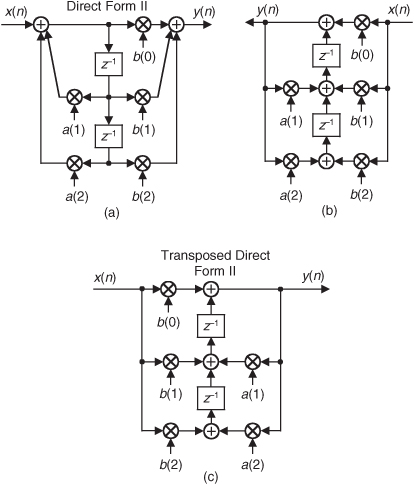 Direct Form II
x(n)
y(n)
b(0)
z⁻¹
a(1)
b(1)
z⁻¹
a(2)
b(2)
(a)
y(n)
x(n)
b(0)
z⁻¹
a(1)
b(1)
z⁻¹
a(2)
b(2)
(b)
Transposed Direct
Form II
x(n)
y(n)
b(0)
z⁻¹
b(1)
a(1)
z⁻¹
b(2)
a(2)
(c)